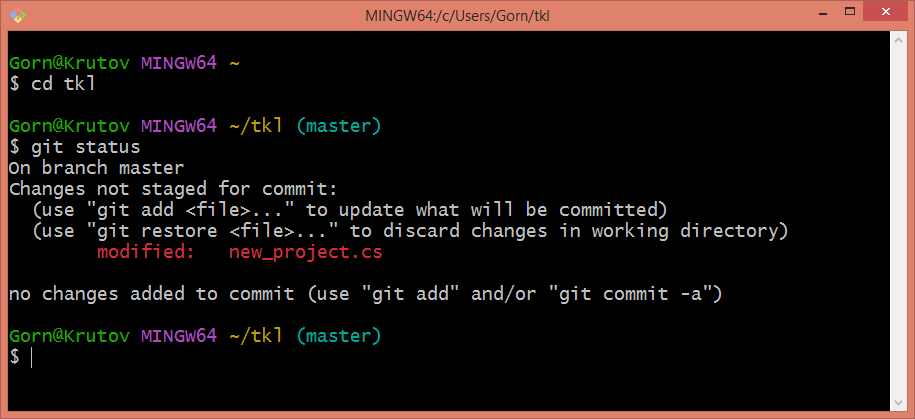 MINGW64:/c/Users/Gorn/tkl
Gorn@Krutov MINGW64 ~
$ cd tkl
Gorn@Krutov MINGW64 ~/tkl (master)
$ git status
On branch master
Changes not staged for commit:
  (use "git add <file>..." to update what will be committed)
  (use "git restore <file>..." to discard changes in working directory)
        modified:   new_project.cs
no changes added to commit (use "git add" and/or "git commit -a")
Gorn@Krutov MINGW64 ~/tkl (master)
$